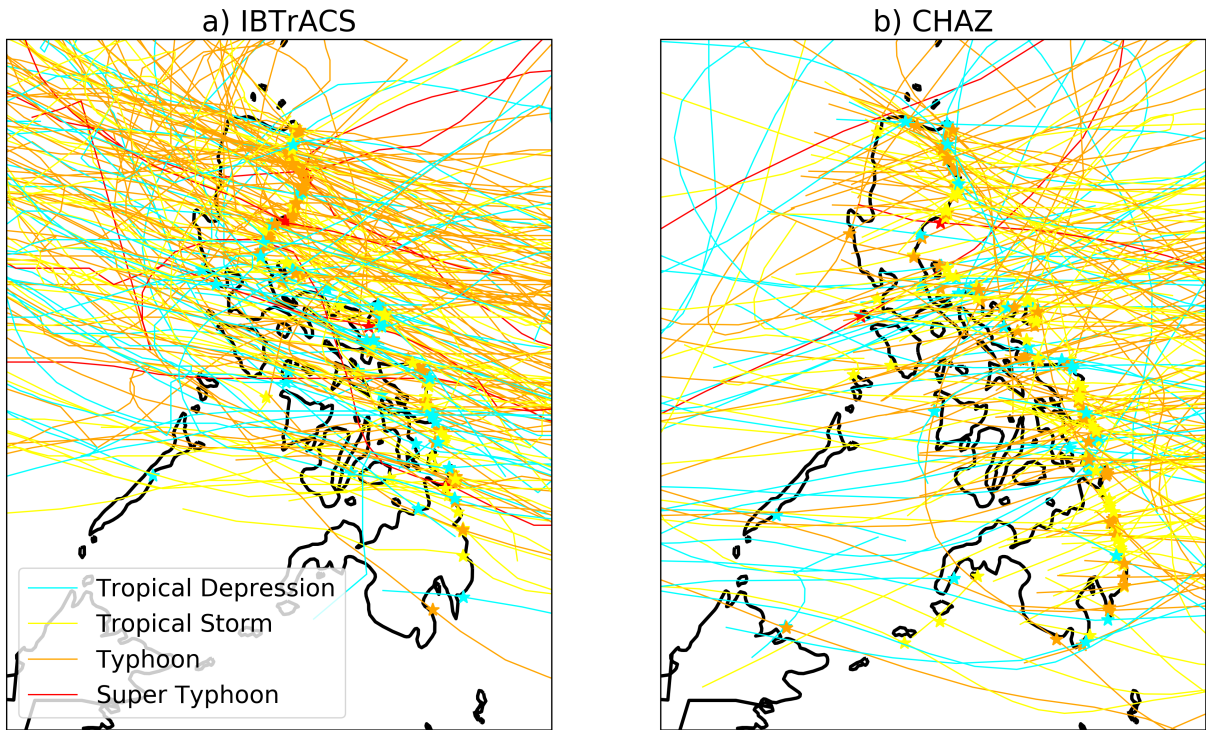 a) IBTrACS
b) CHAZ
Tropical Depression
Tropical Storm
Typhoon
Super Typhoon